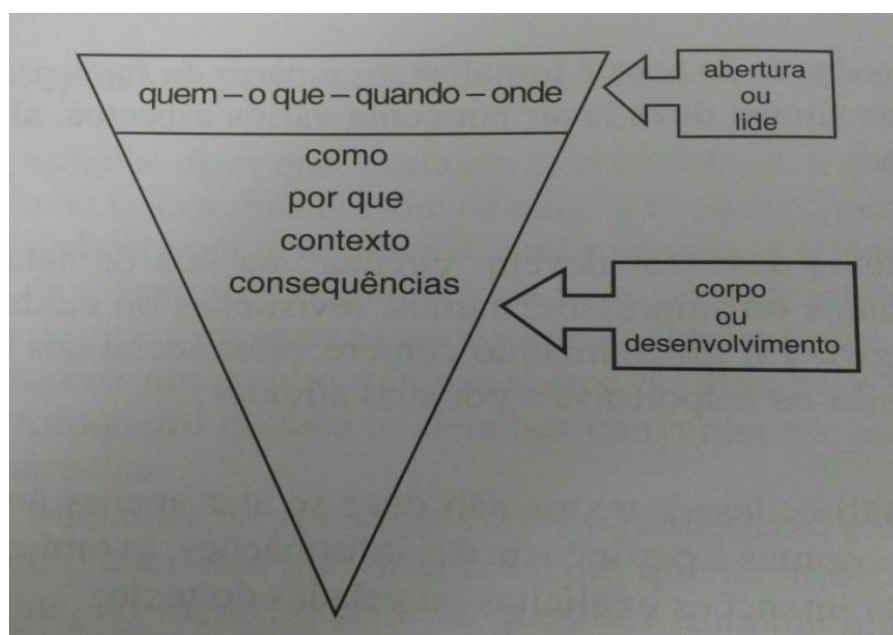 quem – o que – quando – onde
abertura
ou
lide
como
por que
contexto
consequências
corpo
ou
desenvolvimento